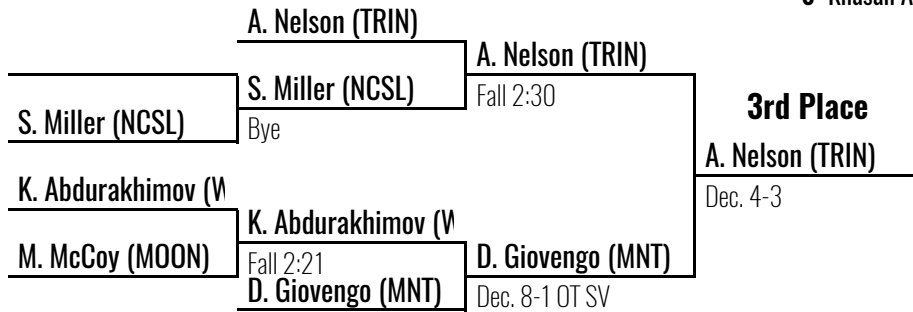 A. Nelson (TRIN)
A. Nelson (TRIN)
S. Miller (NCSL)
Fall 2:30
3rd Place
S. Miller (NCSL)
Bye
A. Nelson (TRIN)
K. Abdurakhimov (W
Dec. 4-3
K. Abdurakhimov (W
M. McCoy (MOON)
Fall 2:21
D. Giovengo (MNT)
D. Giovengo (MNT)
Dec. 8-1 OT SV